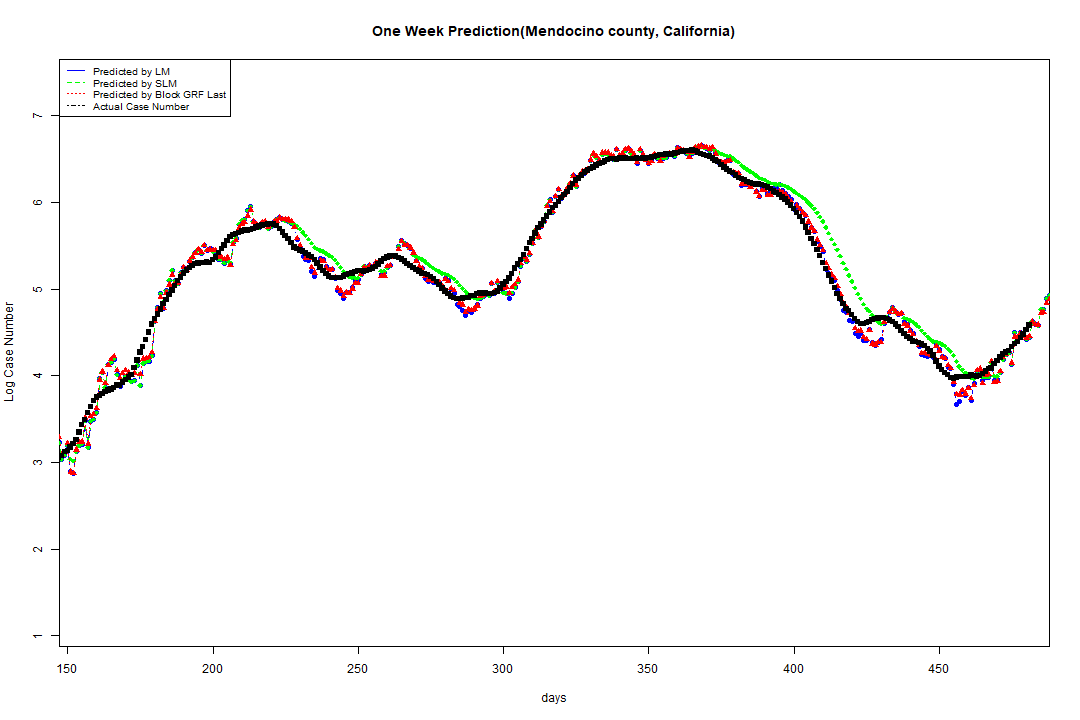 One Week Prediction(Mendocino county, California)
Predicted by LM
Predicted by SLM
Predicted by Block GRF Last
Actual Case Number
Log Case Number
7
6
5
4
3
2
1
150 200 250 300 350 400 450
days